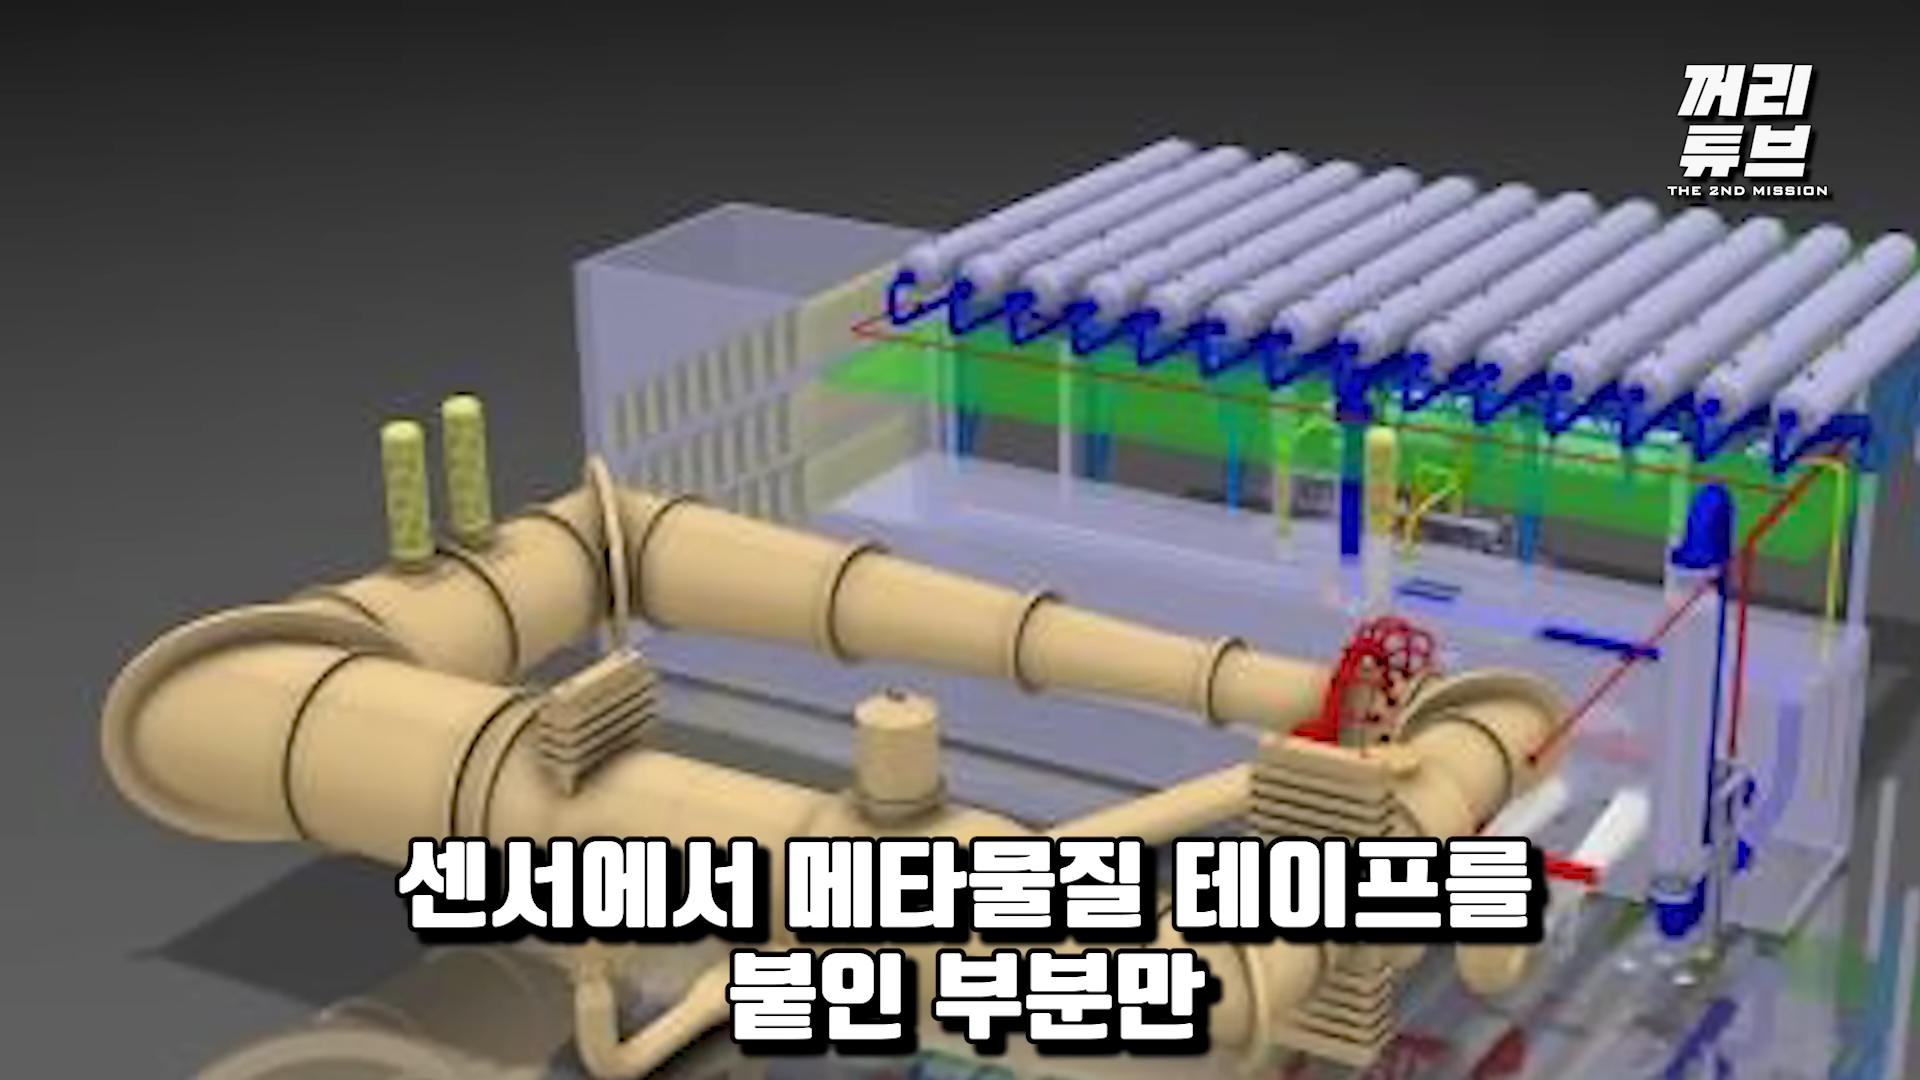 꺼리
튜브
THE 2ND MISSION
센서에서 메타물질 테이프를
붙인 부분만